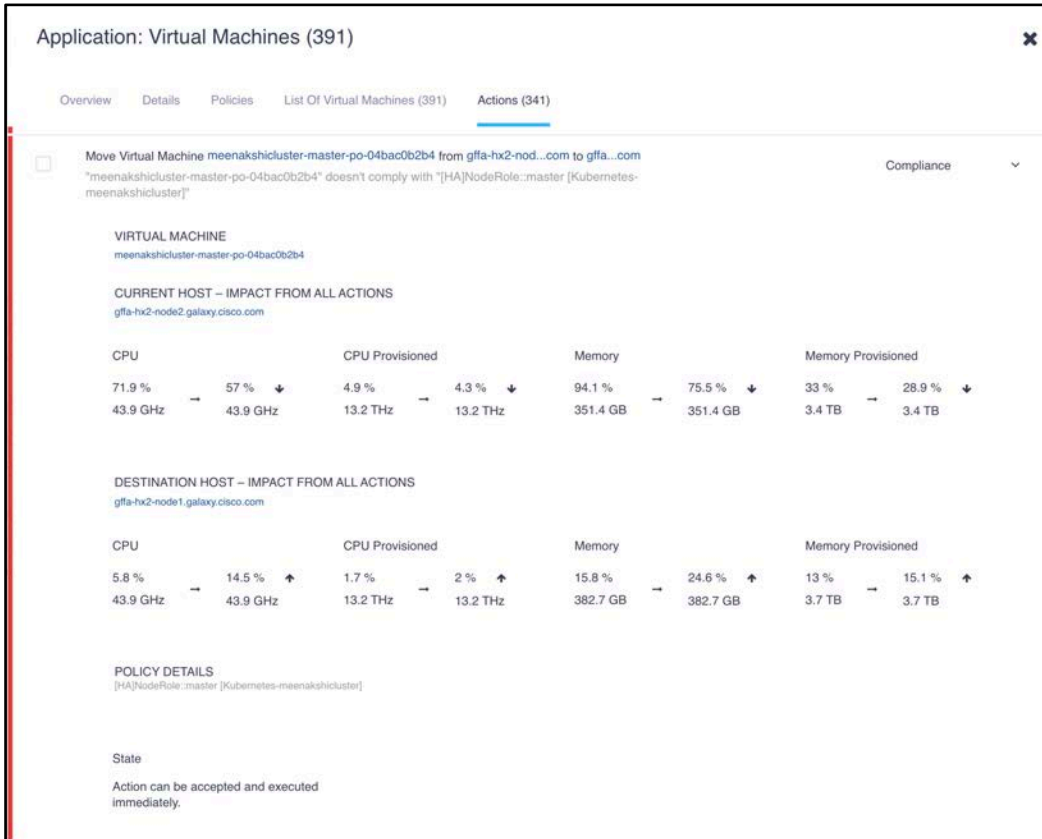 Application: Virtual Machines (391)
Overview Details Policies List Of Virtual Machines (391) Actions (341)
Move Virtual Machine meenakshicluster-master-po-04bac0b2b4 from gffa-hx2-nod...com to gffa...com
Compliance
"meenakshicluster-master-po-04bac0b2b4" doesn't comply with "[HA]NodeRole::master [Kubernetes-
meenakshicluster]"
VIRTUAL MACHINE
meenakshicluster-master-po-04bac0b2b4
CURRENT HOST – IMPACT FROM ALL ACTIONS
gffa-hx2-node2.galaxy.cisco.com
CPU CPU Provisioned Memory Memory Provisioned
71.9 % → 57 % ↓ 4.9 % → 4.3 % ↓ 94.1 % → 75.5 % ↓ 33 % → 28.9 % ↓
43.9 GHz 43.9 GHz 13.2 THz 13.2 THz 351.4 GB 351.4 GB 3.4 TB 3.4 TB
DESTINATION HOST – IMPACT FROM ALL ACTIONS
gffa-hx2-node1.galaxy.cisco.com
CPU CPU Provisioned Memory Memory Provisioned
5.8 % → 14.5 % ↑ 1.7 % → 2 % ↑ 15.8 % → 24.6 % ↑ 13 % → 15.1 % ↑
43.9 GHz 43.9 GHz 13.2 THz 13.2 THz 382.7 GB 382.7 GB 3.7 TB 3.7 TB
POLICY DETAILS
[HA]NodeRole::master [Kubernetes-meenakshicluster]
State
Action can be accepted and executed
immediately.